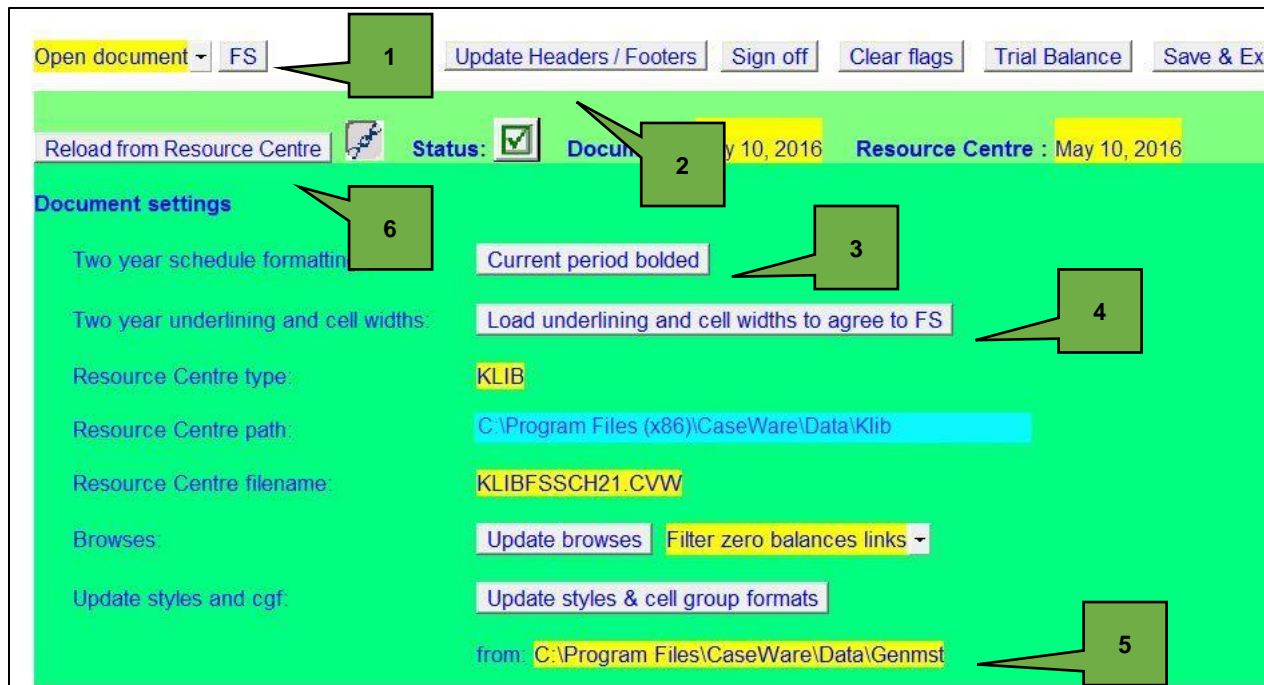 Open document FS 1 Update Headers / Footers Sign off Clear flags Trial Balance Save & Ex
Reload from Resource Centre Status: Docum 2 y 10, 2016 Resource Centre : May 10, 2016
Document settings
6
Two year schedule formattin Current period bolded 3
Two year underlining and cell widths: Load underlining and cell widths to agree to FS 4
Resource Centre type: KLIB
Resource Centre path: C:\Program Files (x86)\CaseWare\Data\Klib
Resource Centre filename: KLIBFSSCH21.CVW
Browses: Update browses Filter zero balances links
Update styles and cgf: Update styles & cell group formats
from: C:\Program Files\CaseWare\Data\Genmst 5